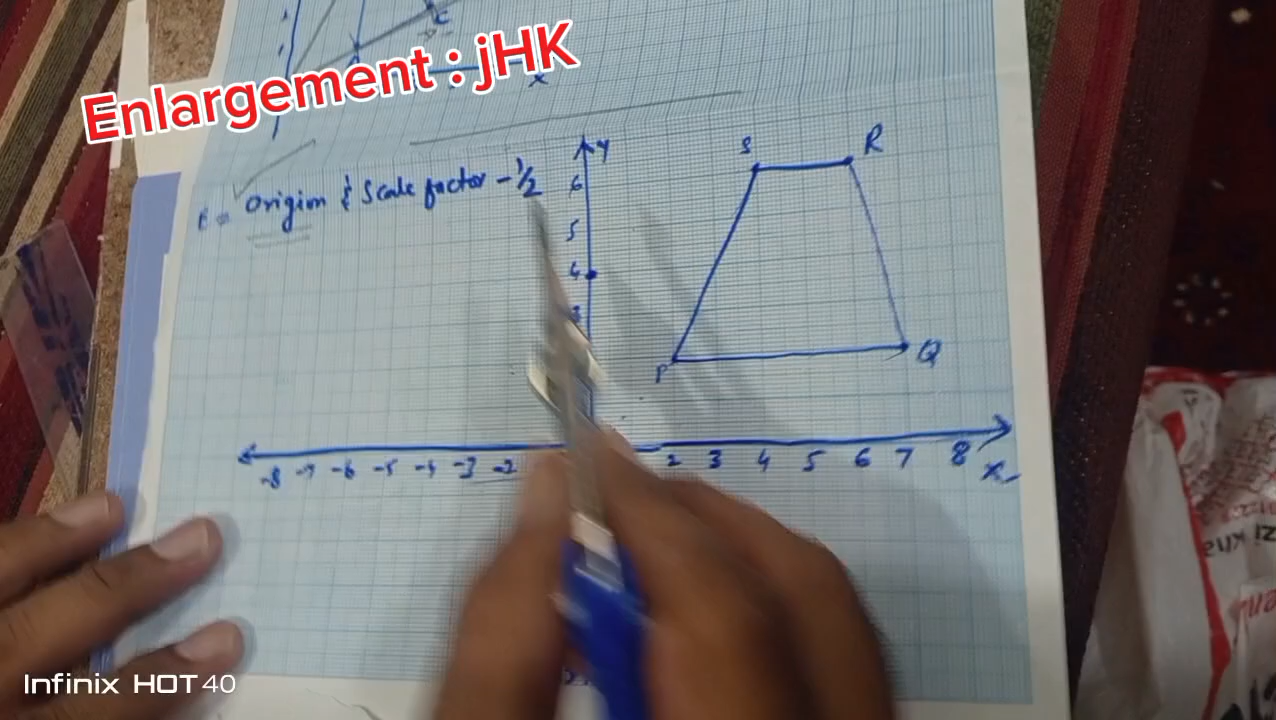 Enlargement : jHK
C
X
Y
S
R
E = Origin & Scale factor - 1/2
6
5
4
3
P
Q
-8 -7 -6 -5 -4 -3 -2 2 3 4 5 6 7 8 X
Infinix HOT 40